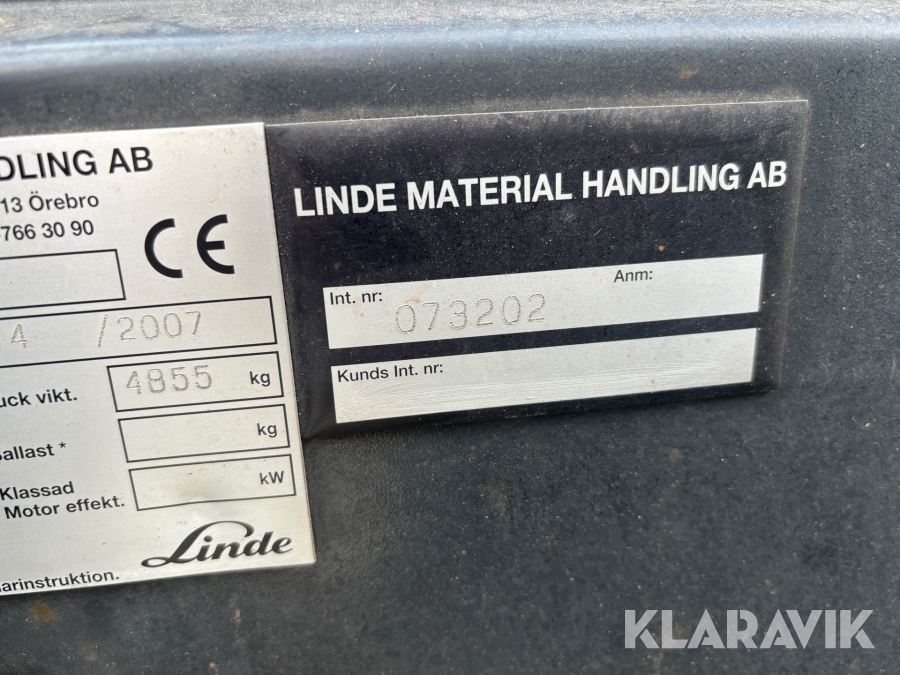 DLING AB
13 Örebro
766 30 90
CE
4 /2007
uck vikt. 4855 kg
allast * kg
Klassad
Motor effekt. kW
Linde
arinstruktion.
LINDE MATERIAL HANDLING AB
Int. nr: 073202 Anm:
Kunds Int. nr:
KLARAVIK